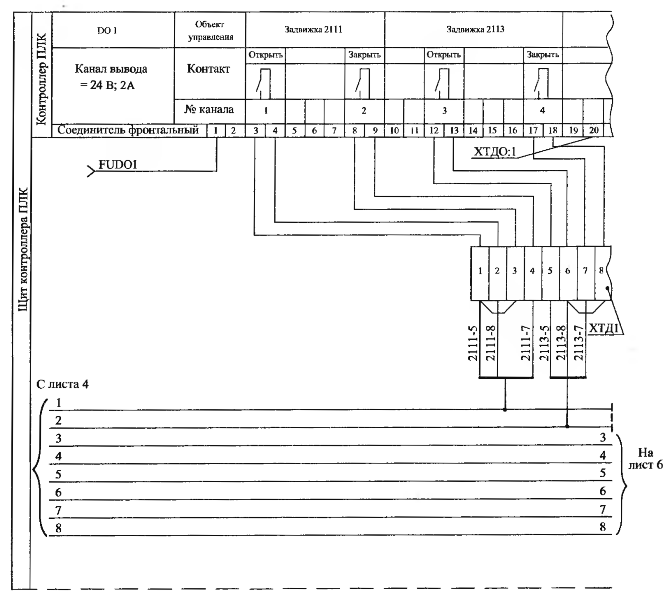 Щит контроллера ПЛК
Контроллер ПЛК
DO 1
Объект
управления
Задвижка 2111
Задвижка 2113
Канал вывода
= 24 В; 2А
Контакт
Открыть
Закрыть
Открыть
Закрыть
№ канала
1
2
3
4
Соединитель фронтальный
1 2 3 4 5 6 7 8 9 10 11 12 13 14 15 16 17 18 19 20
FUDO1
ХТДО:1
1 2 3 4 5 6 7 8
ХТД1
2111-5
2111-8
2111-7
2113-5
2113-8
2113-7
С листа 4
1
2
3 3
4 4
5 5
6 6
7 7
8 8
На
лист 6